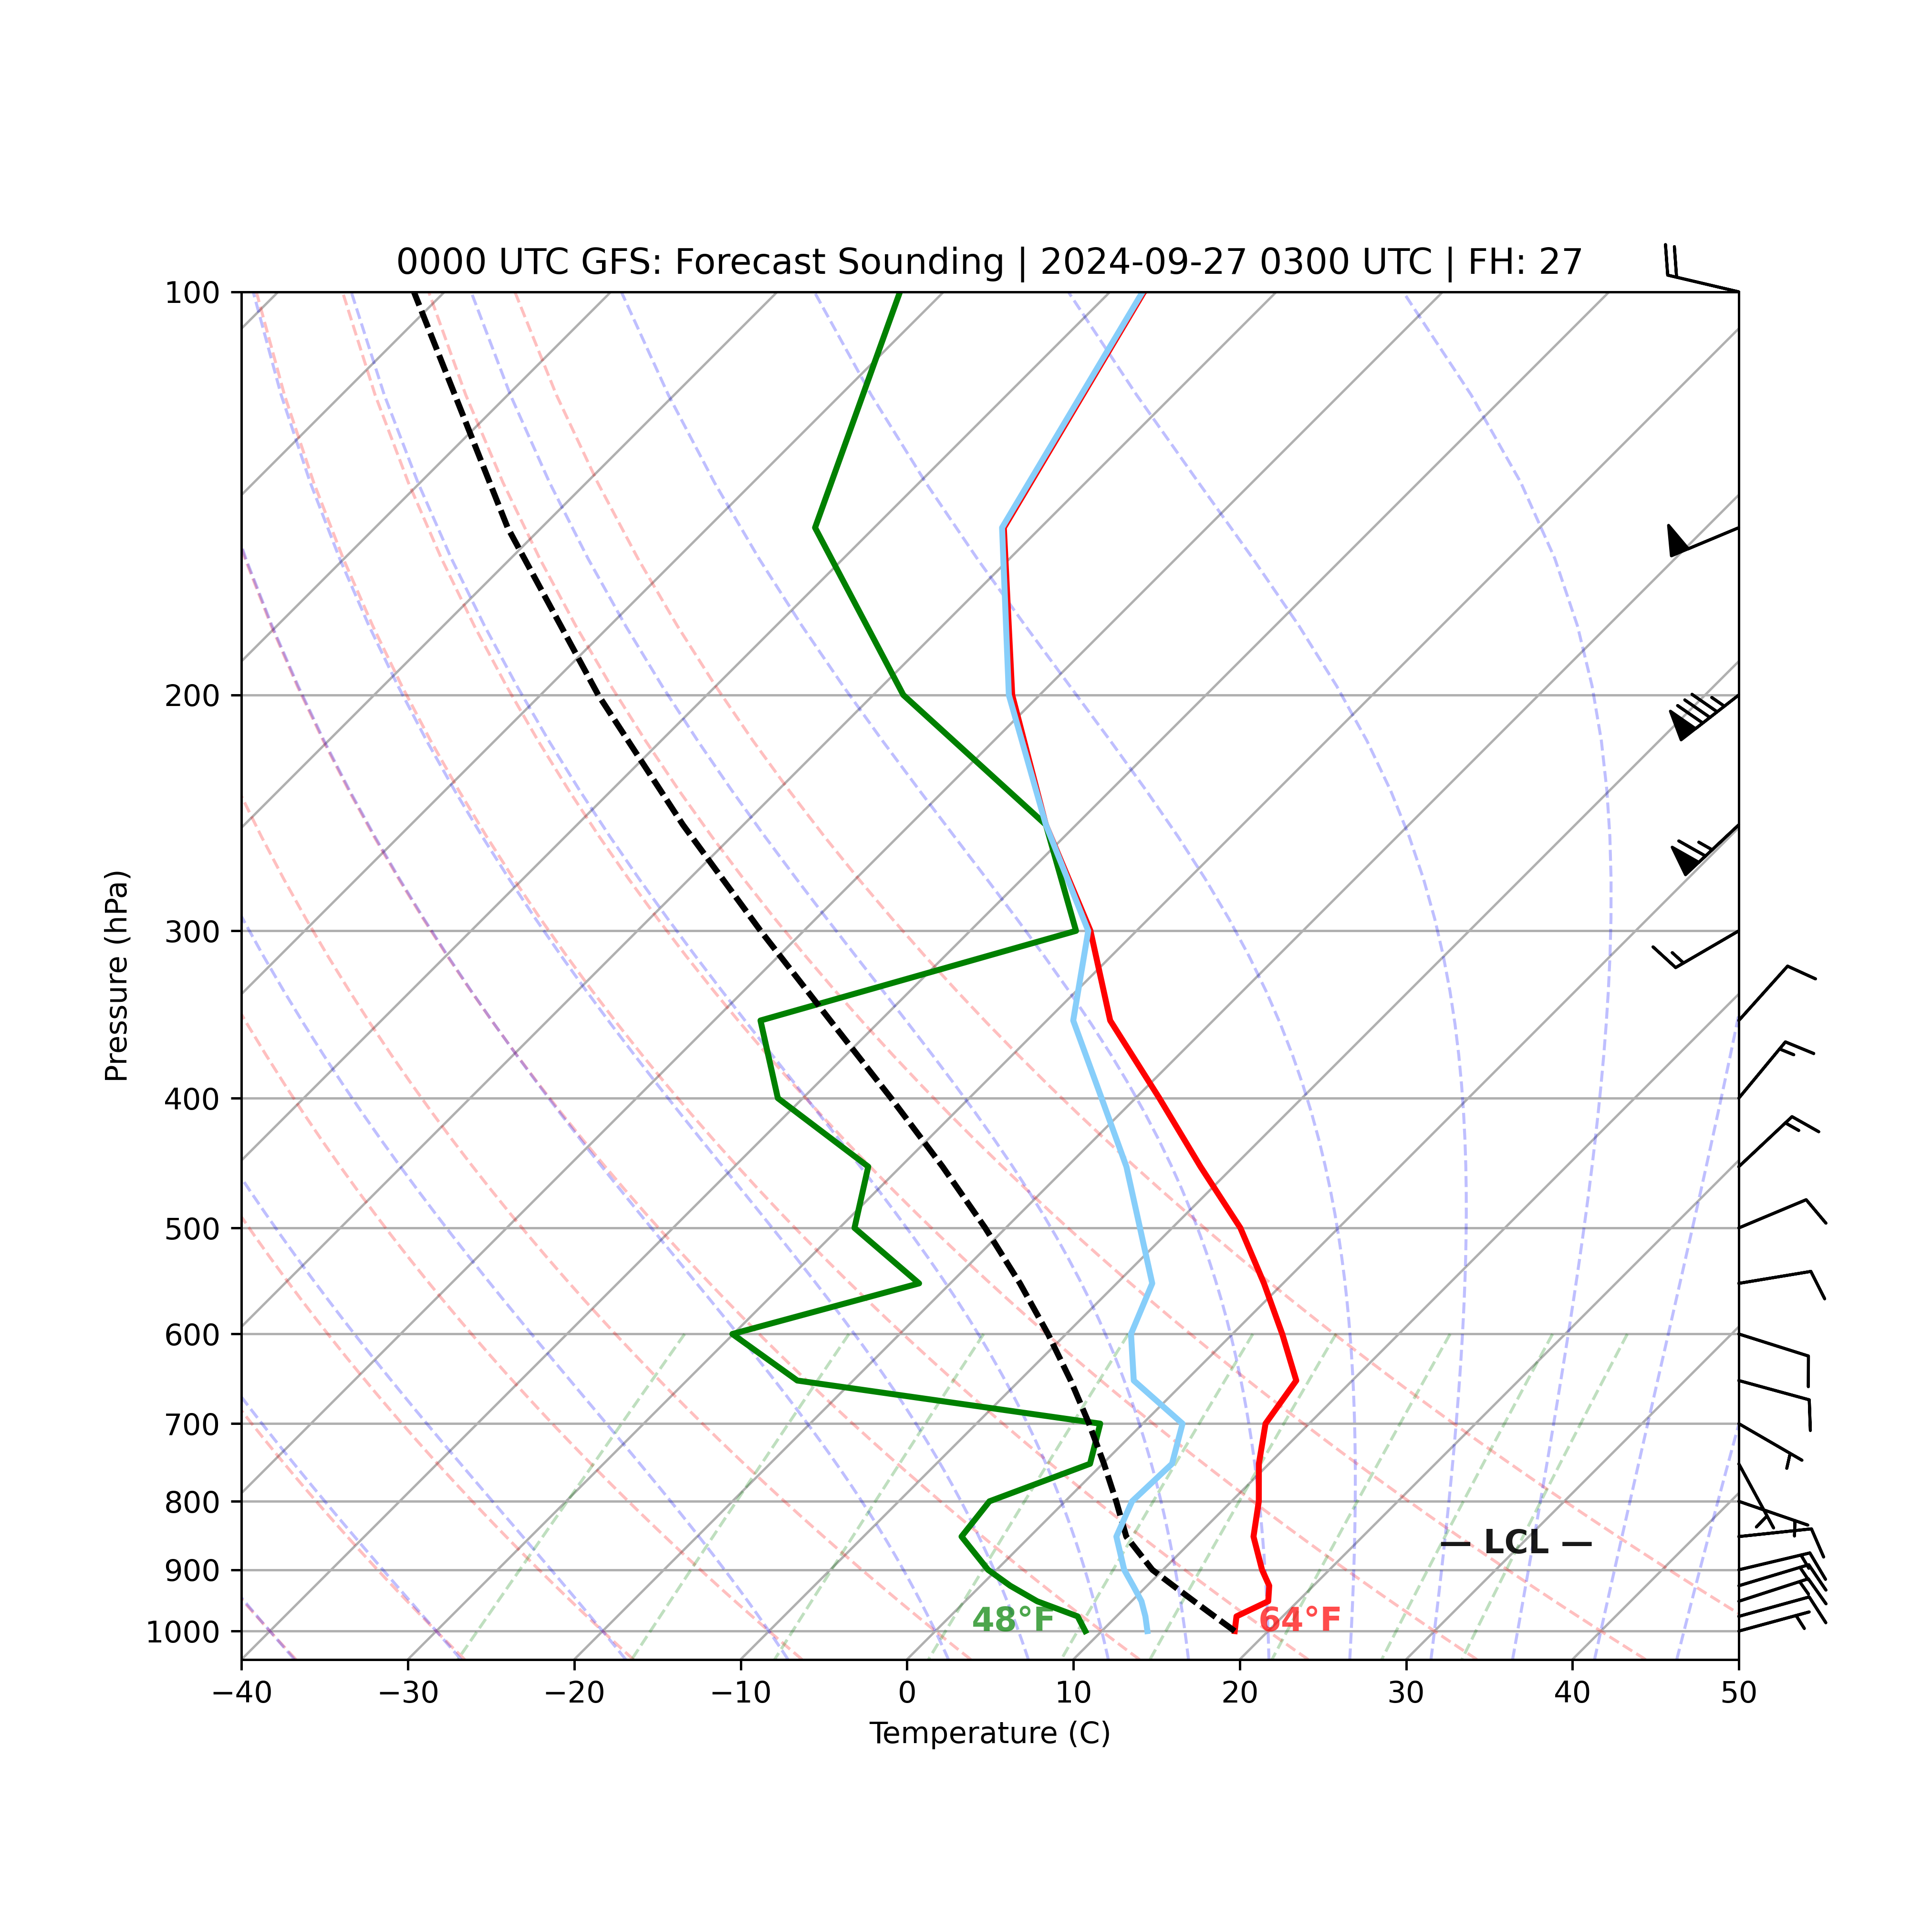 0000 UTC GFS: Forecast Sounding | 2024-09-27 0300 UTC | FH: 27
100
200
300
400
500
600
700
800
900
1000
Pressure (hPa)
— LCL —
48°F
64°F
−40 −30 −20 −10 0 10 20 30 40 50
Temperature (C)